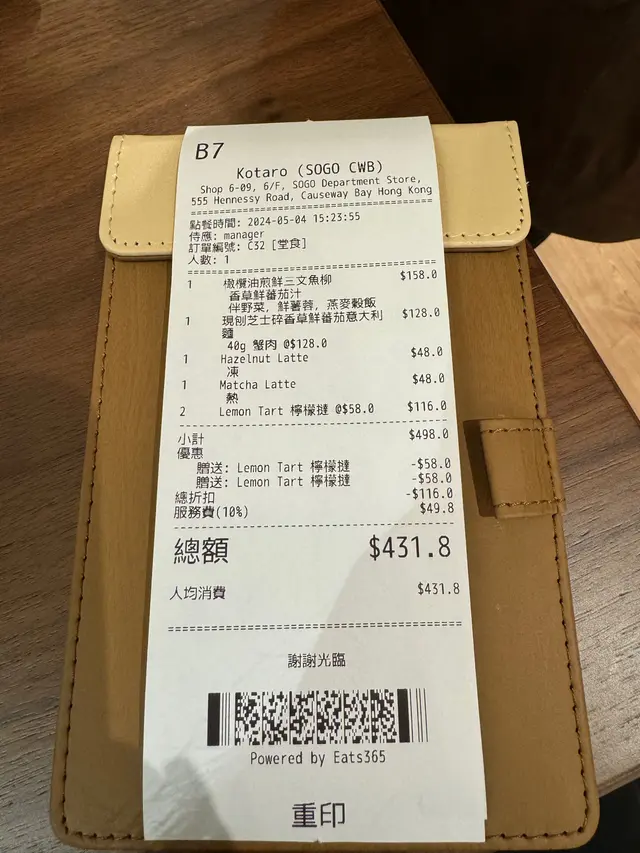 B7
Kotaro (SOGO CWB)
Shop 6-09, 6/F, SOGO Department Store,
555 Hennessy Road, Causeway Bay Hong Kong
點餐時間: 2024-05-04 15:23:55
侍應: manager
訂單編號: C32 [堂食]
人數: 1
1 橄欖油煎鮮三文魚柳 $158.0
香草鮮蕃茄汁
伴野菜, 鮮薯蓉, 燕麥穀飯
1 現刨芝士碎香草鮮蕃茄意大利 $128.0
麵
40g 蟹肉 @$128.0
1 Hazelnut Latte $48.0
凍
1 Matcha Latte $48.0
熱
2 Lemon Tart 檸檬撻 @$58.0 $116.0
小計 $498.0
優惠
贈送: Lemon Tart 檸檬撻 -$58.0
贈送: Lemon Tart 檸檬撻 -$58.0
總折扣 -$116.0
服務費(10%) $49.8
總額 $431.8
人均消費 $431.8
謝謝光臨
Powered by Eats365
重印